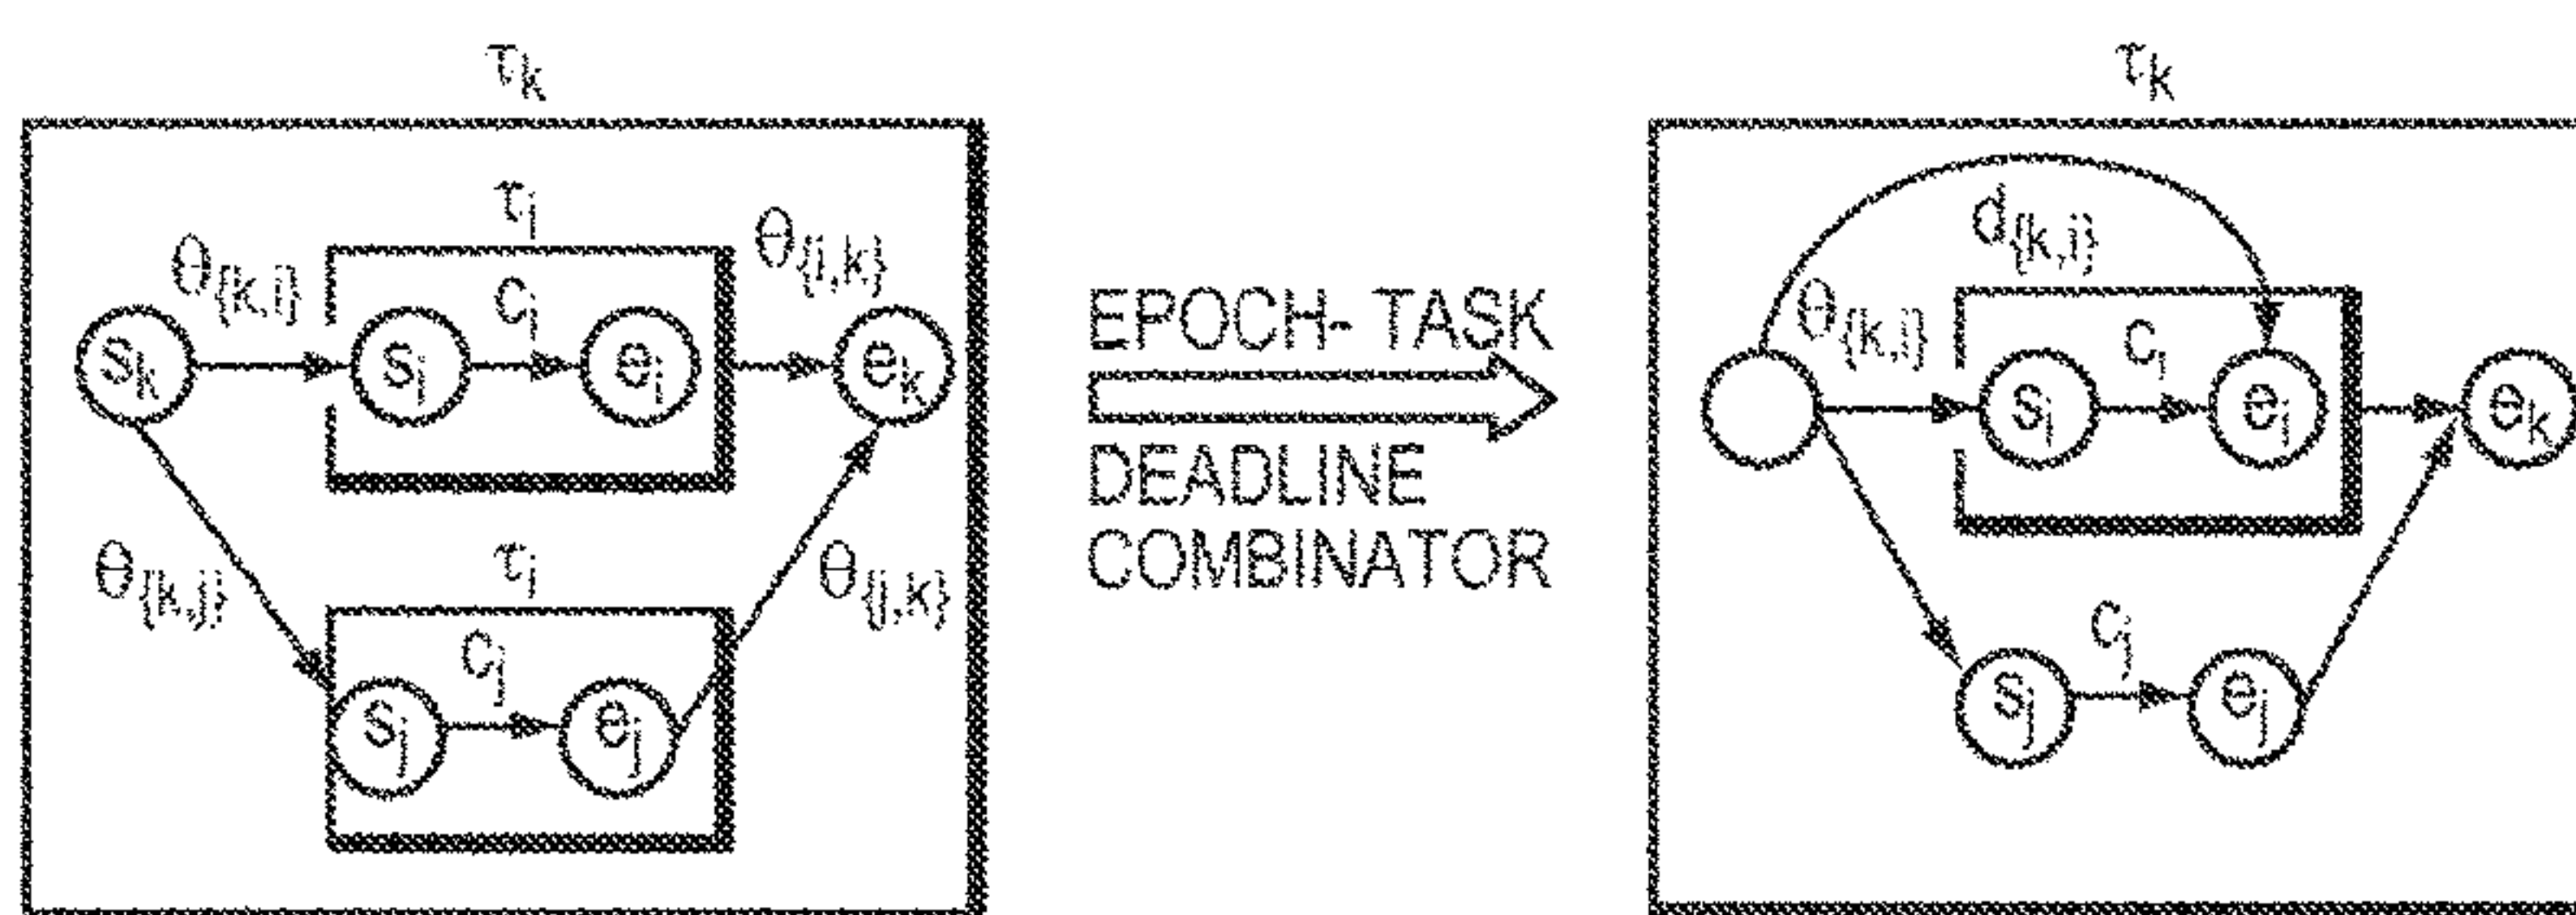 τk
τi
θ{k,i}
ci
θ{i,k}
sk
si
ei
ek
θ{k,j}
τj
θ{j,k}
cj
sj
ej
EPOCH- TASK
DEADLINE
COMBINATOR
τk
d{k,i}
θ{k,i}
ci
si
ei
ek
cj
sj
ej